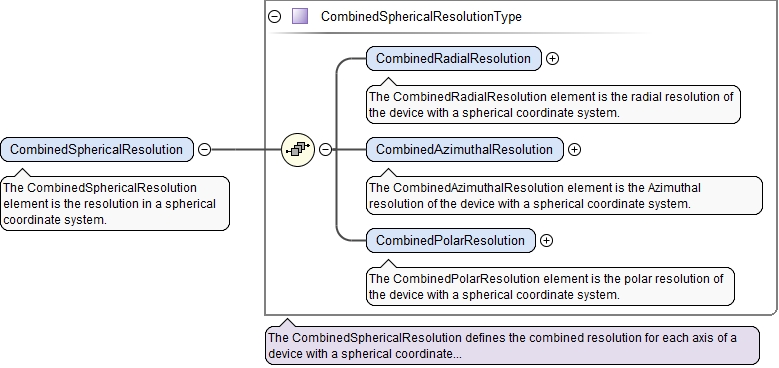 CombinedSphericalResolutionType
CombinedRadialResolution
The CombinedRadialResolution element is the radial resolution of
the device with a spherical coordinate system.
CombinedSphericalResolution
The CombinedSphericalResolution
element is the resolution in a spherical
coordinate system.
CombinedAzimuthalResolution
The CombinedAzimuthalResolution element is the Azimuthal
resolution of the device with a spherical coordinate system.
CombinedPolarResolution
The CombinedPolarResolution element is the polar resolution of
the device with a spherical coordinate system.
The CombinedSphericalResolution defines the combined resolution for each axis of a
device with a spherical coordinate...